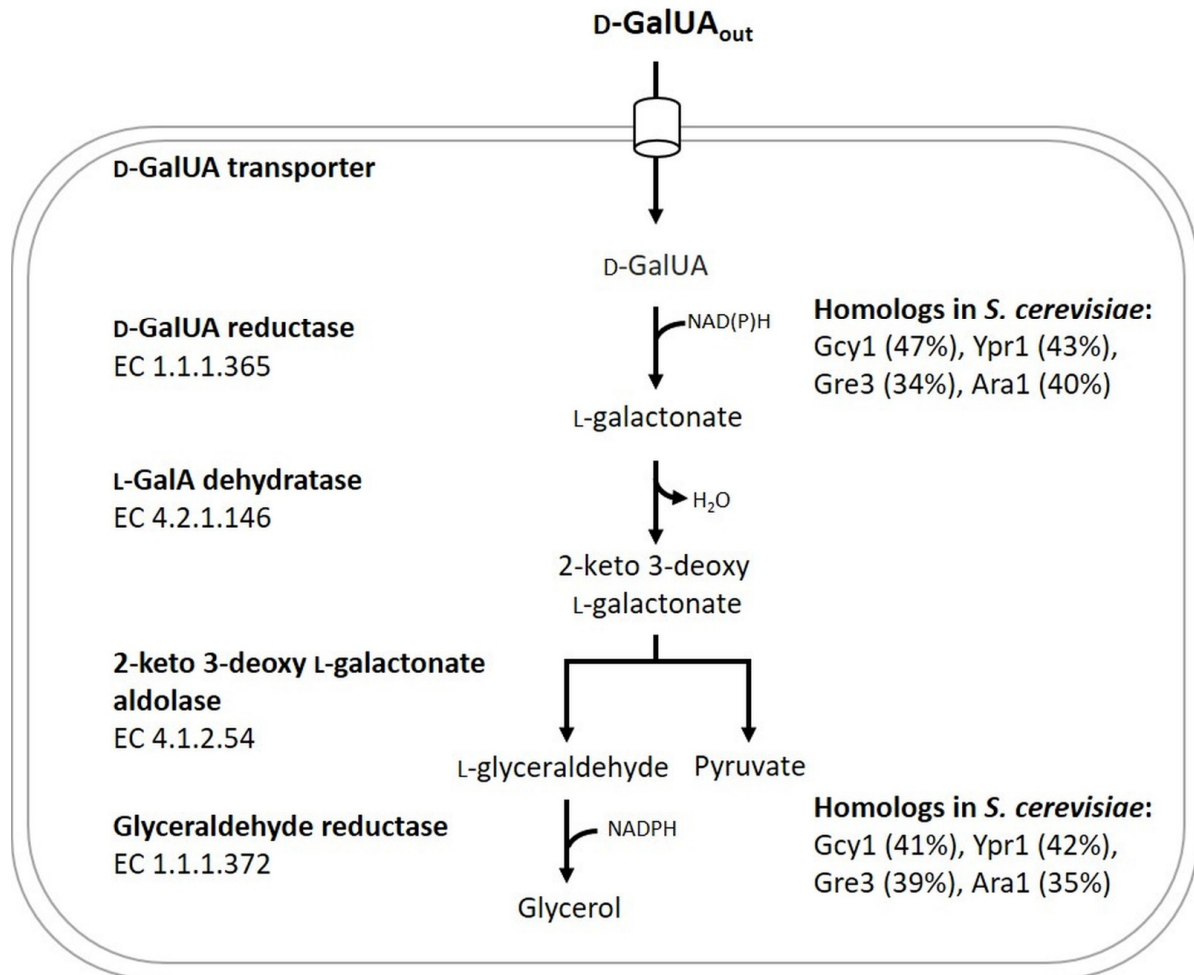 D-GalUAout
D-GalUA transporter
D-GalUA
D-GalUA reductase
EC 1.1.1.365
NAD(P)H
Homologs in S. cerevisiae:
Gcy1 (47%), Ypr1 (43%),
Gre3 (34%), Ara1 (40%)
L-galactonate
L-GalA dehydratase
EC 4.2.1.146
H2O
2-keto 3-deoxy
L-galactonate
2-keto 3-deoxy L-galactonate
aldolase
EC 4.1.2.54
L-glyceraldehyde
Pyruvate
Glyceraldehyde reductase
EC 1.1.1.372
NADPH
Homologs in S. cerevisiae:
Gcy1 (41%), Ypr1 (42%),
Gre3 (39%), Ara1 (35%)
Glycerol